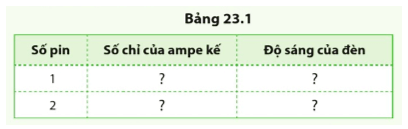 Bảng 23.1
Số pin Số chỉ của ampe kế Độ sáng của đèn
1 ? ?
2 ? ?